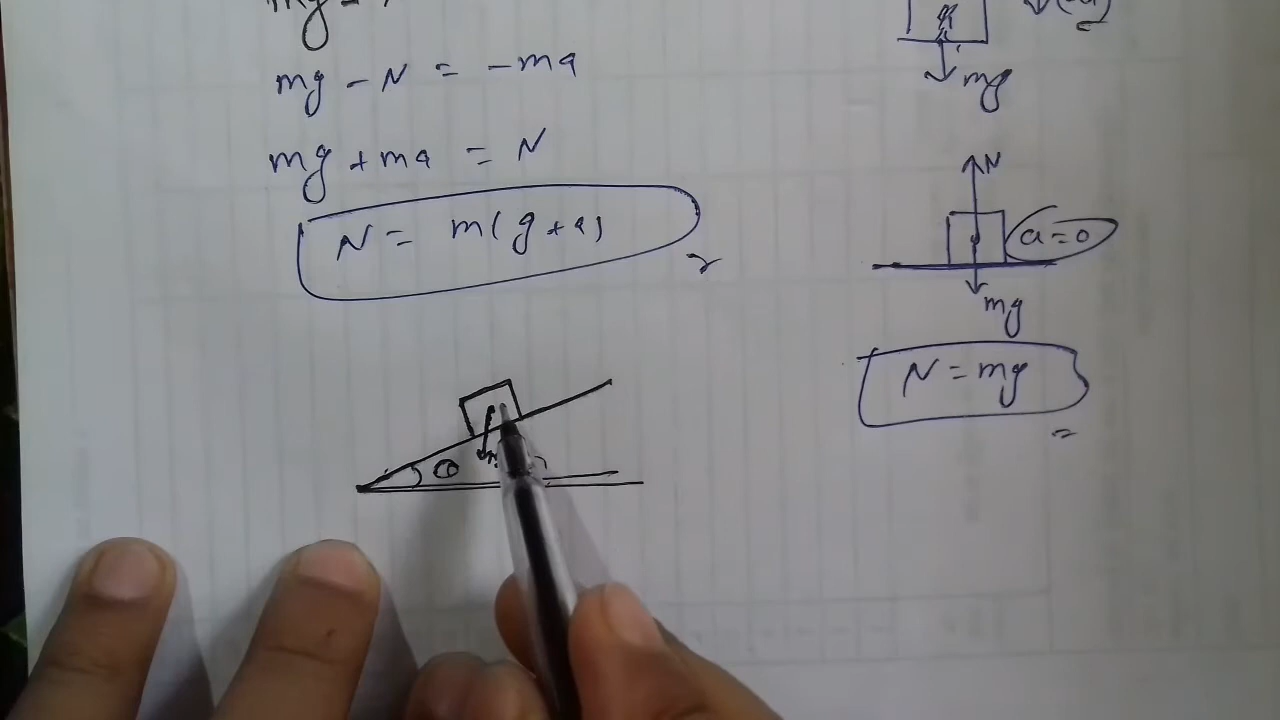 mg - N = -ma
mg + ma = N
N = m(g+a)
mg
N
a=0
mg
N = mg
θ